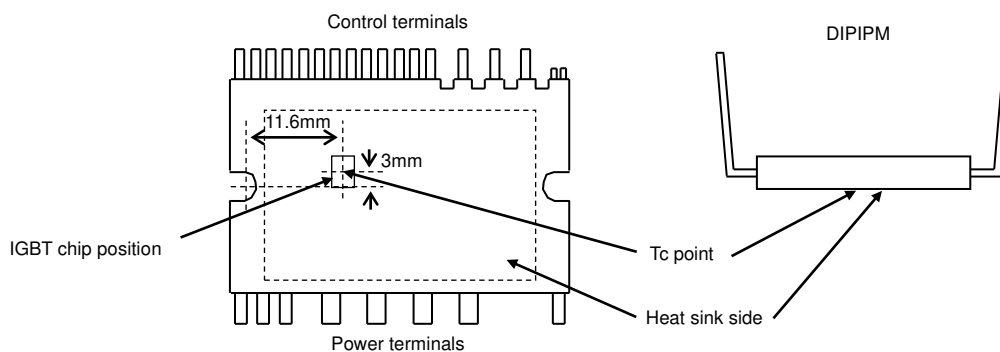 Control terminals
DIPIPM
11.6mm
3mm
IGBT chip position
Tc point
Heat sink side
Power terminals